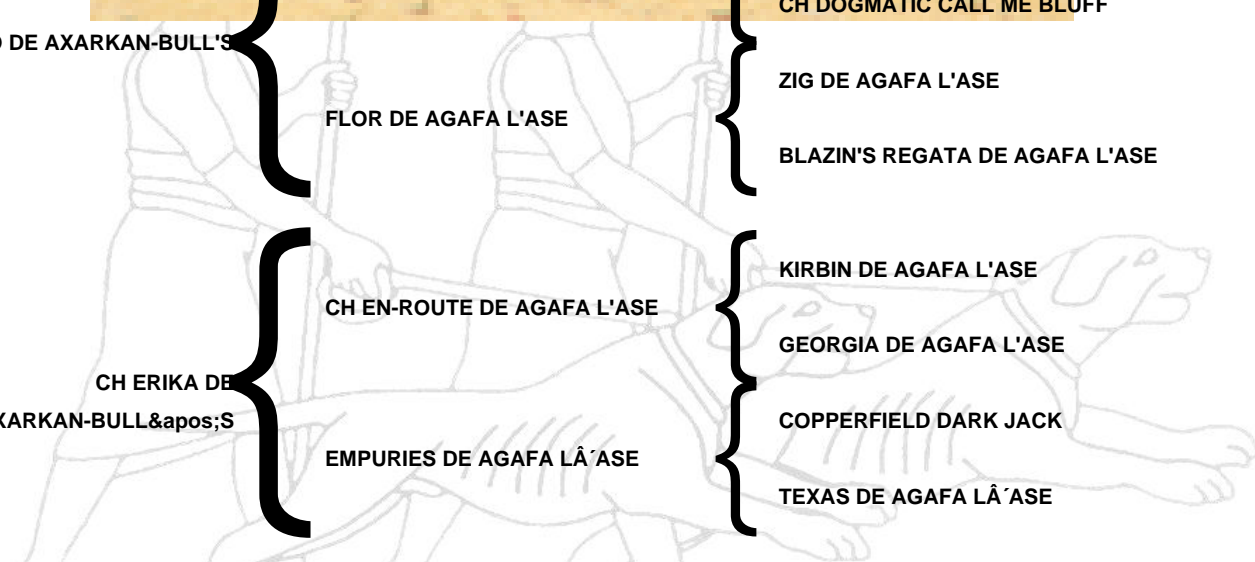 CH DOGMATIC CALL ME BLUFF
DE AXARKAN-BULL'S
ZIG DE AGAFA L'ASE
FLOR DE AGAFA L'ASE
BLAZIN'S REGATA DE AGAFA L'ASE
KIRBIN DE AGAFA L'ASE
CH EN-ROUTE DE AGAFA L'ASE
GEORGIA DE AGAFA L'ASE
CH ERIKA DE
XARKAN-BULL&apos;S
COPPERFIELD DARK JACK
EMPURIES DE AGAFA LÂ´ASE
TEXAS DE AGAFA LÂ´ASE